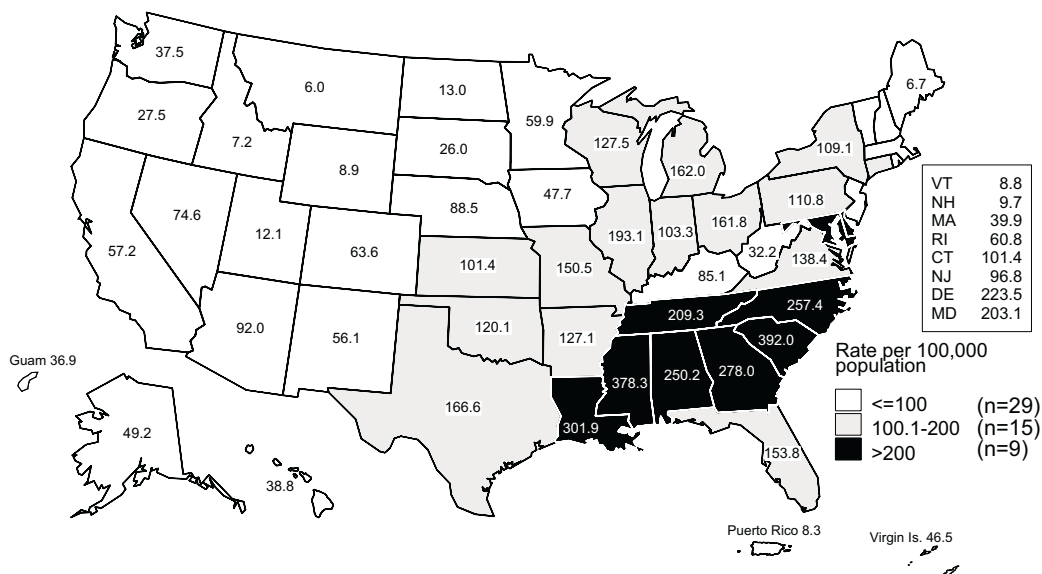 37.5
6.0
13.0
59.9
6.7
27.5
7.2
26.0
127.5
109.1
8.9
162.0
74.6
88.5
47.7
110.8
57.2
12.1
63.6
193.1
103.3
161.8
32.2
138.4
101.4
150.5
85.1
92.0
56.1
120.1
127.1
209.3
257.4
392.0
378.3
250.2
278.0
166.6
301.9
153.8
VT 8.8
NH 9.7
MA 39.9
RI 60.8
CT 101.4
NJ 96.8
DE 223.5
MD 203.1
Guam 36.9
49.2
38.8
Rate per 100,000
population
<=100 (n=29)
100.1-200 (n=15)
>200 (n=9)
Puerto Rico 8.3
Virgin Is. 46.5